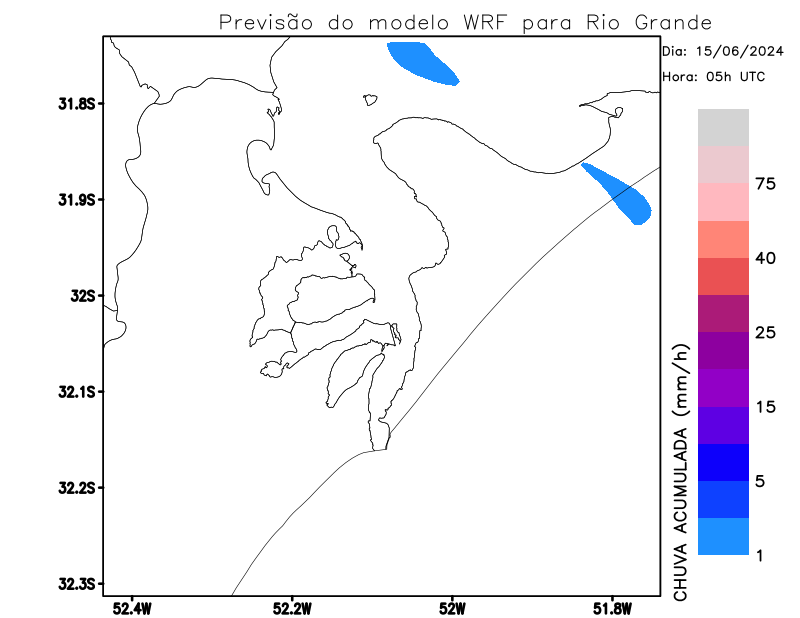 Previsão do modelo WRF para Rio Grande
Dia: 15/06/2024
Hora: 05h UTC
31.8S
31.9S
32S
32.1S
32.2S
32.3S
52.4W
52.2W
52W
51.8W
CHUVA ACUMULADA (mm/h)
75
40
25
15
5
1